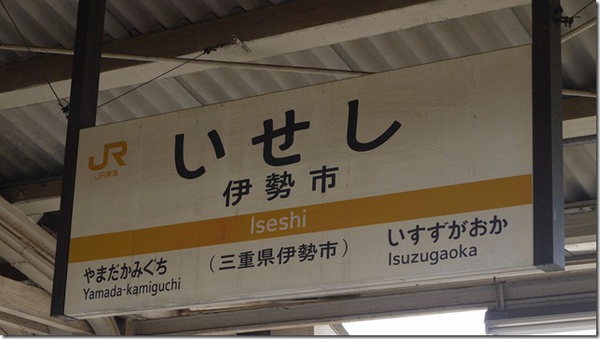 JR
JR東海
いせし
伊勢市
Iseshi
やまだかみぐち
Yamada-kamiguchi
(三重県伊勢市)
いすずがおか
Isuzugaoka